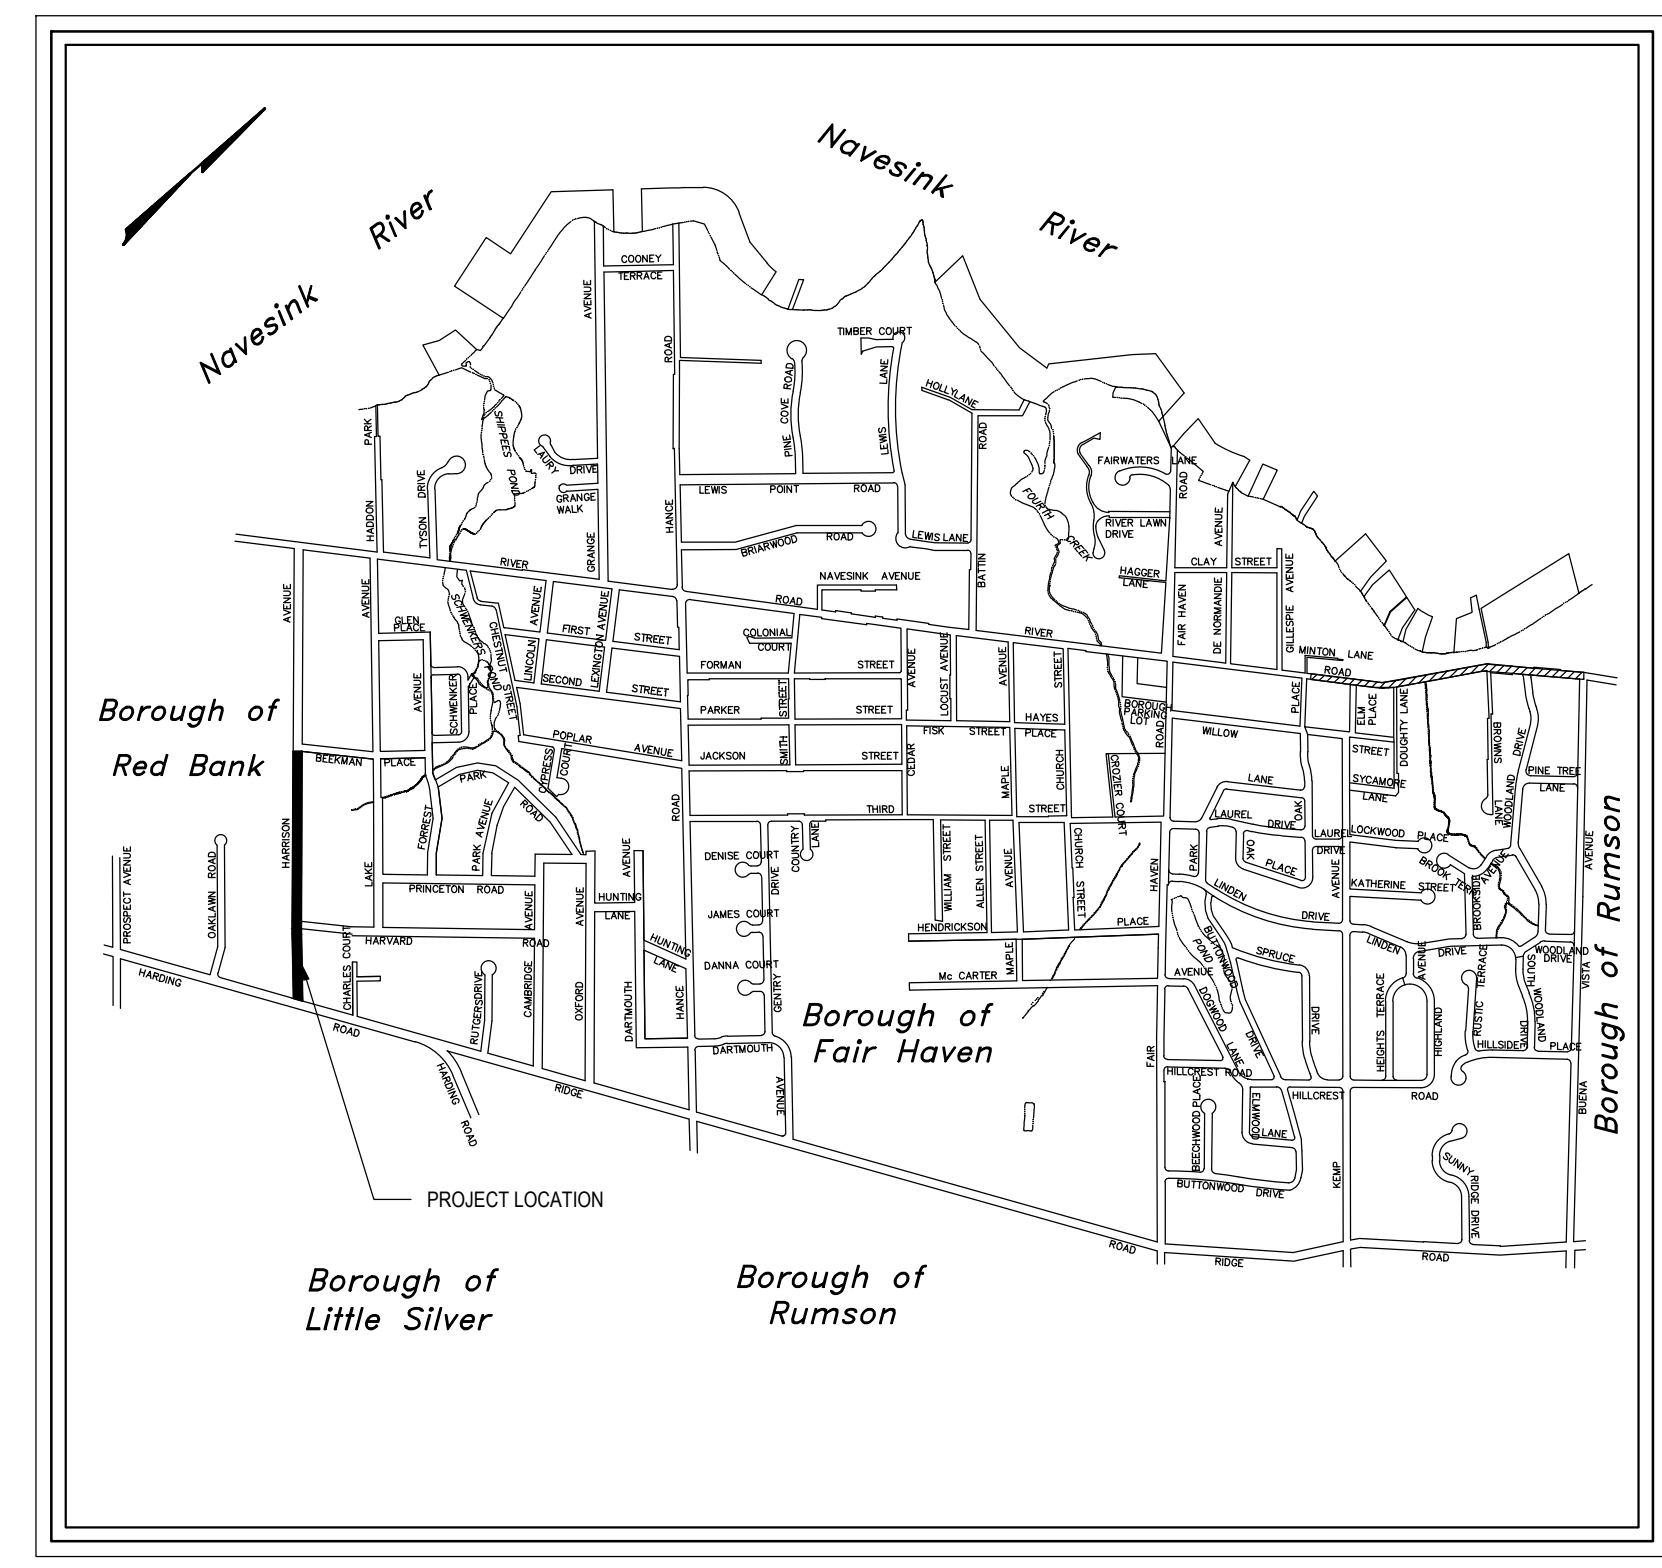 Navesink
River
Navesink
River
COONEY
TERRACE
AVENUE
ROAD
TIMBER COURT
LANE
HOLLYLANE
PINE COVE ROAD
LEWIS
ROAD
PARK
SHIPPEES POND
LAURY
DRIVE
GRANGE
WALK
TYSON DRIVE
HADDON
HANCE
LEWIS POINT ROAD
FAIRWATERS LANE
ROAD
FOURTH
CREEK
RIVER LAWN
DRIVE
AVENUE
BRIARWOOD ROAD
LEWIS LANE
GRANGE
BATTIN
RIVER
NAVESINK AVENUE
HAGGER
LANE
CLAY STREET
GILLESPIE AVENUE
DE NORMANDIE
FAIR HAVEN
AVENUE
AVENUE
ROAD
RIVER
GLEN
PLACE
SCHWENKERS
POND
CHESTNUT
STREET
AVENUE
LINCOLN
FIRST
STREET
LEXINGTON AVENUE
SECOND
STREET
COLONIAL
COURT
FORMAN STREET
AVENUE
LOCUST AVENUE
AVENUE
STREET
MINTON LANE
ROAD
AVENUE
SCHWENKER
PLACE
PARKER STREET
STREET
SMITH
HAYES
PLACE
FISK STREET
BOROUGH
PARKING
LOT
ROAD
PLACE
ELM
PLACE
DOUGHTY LANE
Borough of
Red Bank
BEEKMAN PLACE
POPLAR
AVENUE
CYPRESS
COURT
JACKSON STREET
CEDAR
MAPLE
CHURCH
CROZIER COURT
WILLOW
STREET
BROWNS
LANE
WOODLAND
DRIVE
PINE TREE
LANE
SYCAMORE
LANE
PARK
ROAD
PARK AVENUE
FORREST
THIRD
STREET
LANE
LAUREL
DRIVE
OAK
LAUREL
DRIVE
LOCKWOOD PLACE
HARRISON
LAKE
OAKLAWN ROAD
PROSPECT AVENUE
ROAD
COUNTRY
LANE
DENISE COURT
DRIVE
WILLIAM STREET
ALLEN STREET
AVENUE
CHURCH STREET
HAVEN
PARK
OAK
PLACE
AVENUE
BROOK TERR
AVENUE
AVENUE
PRINCETON ROAD
AVENUE
AVENUE
AVENUE
HUNTING
LANE
JAMES COURT
LINDEN
DRIVE
KATHERINE STREET
BROOKSIDE
HARVARD
ROAD
CHARLES COURT
HUNTING
LANE
DANNA COURT
GENTRY
HENDRICKSON PLACE
MAPLE
Mc CARTER
AVENUE
POND
BUTTONWOOD
DRIVE
SPRUCE
DRIVE
LINDEN
DRIVE
AVENUE
WOODLAND
DRIVE
VISTA
HARDING
ROAD
RUTGERSDRIVE
CAMBRIDGE
OXFORD
DARTMOUTH
HANCE
DARTMOUTH
AVENUE
Borough of
Fair Haven
DOGWOOD
LANE
HEIGHTS TERRACE
HIGHLAND
RUSTIC TERRACE
SOUTH WOODLAND
DRIVE
HILLSIDE PLACE
FAIR
HARDING
ROAD
RIDGE
HILLCREST ROAD
HILLCREST
ROAD
BEECHWOOD PLACE
ELMWOOD
LANE
BUTTONWOOD DRIVE
KEMP
SUNNY
RIDGE DRIVE
BUENA
Borough of Rumson
PROJECT LOCATION
ROAD
RIDGE
ROAD
Borough of
Little Silver
Borough of
Rumson